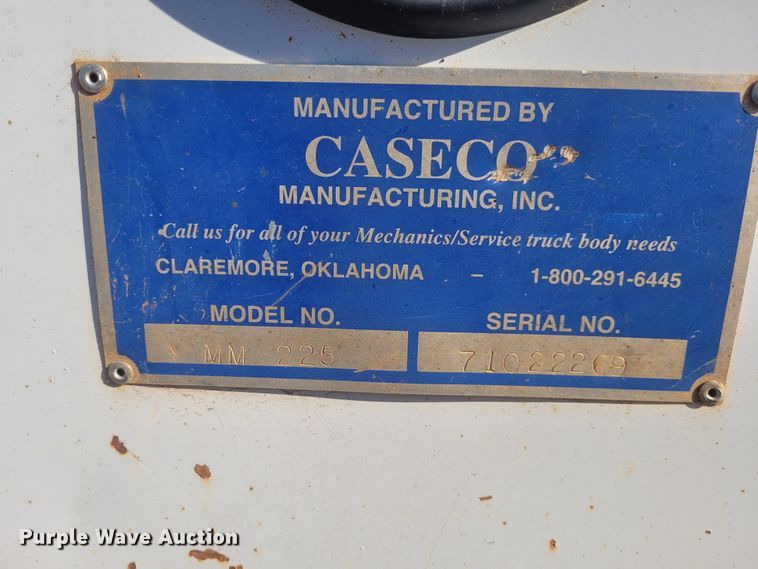 MANUFACTURED BY
CASECO
MANUFACTURING, INC.
Call us for all of your Mechanics/Service truck body needs
CLAREMORE, OKLAHOMA – 1-800-291-6445
MODEL NO. SERIAL NO.
MM 225 71022269
Purple Wave Auction